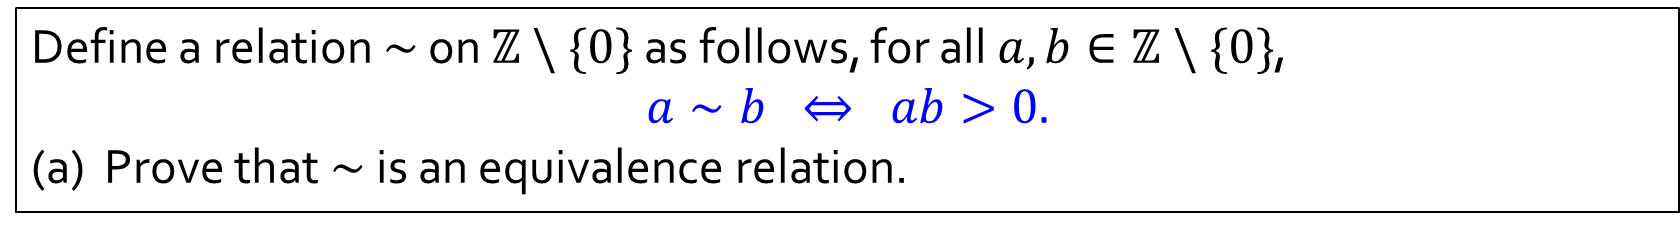 Define a relation ∼ on ℤ \ {0} as follows, for all 𝑎, 𝑏 ∈ ℤ \ {0},
𝑎 ∼ 𝑏 ⇔ 𝑎𝑏 > 0.
(a) Prove that ∼ is an equivalence relation.